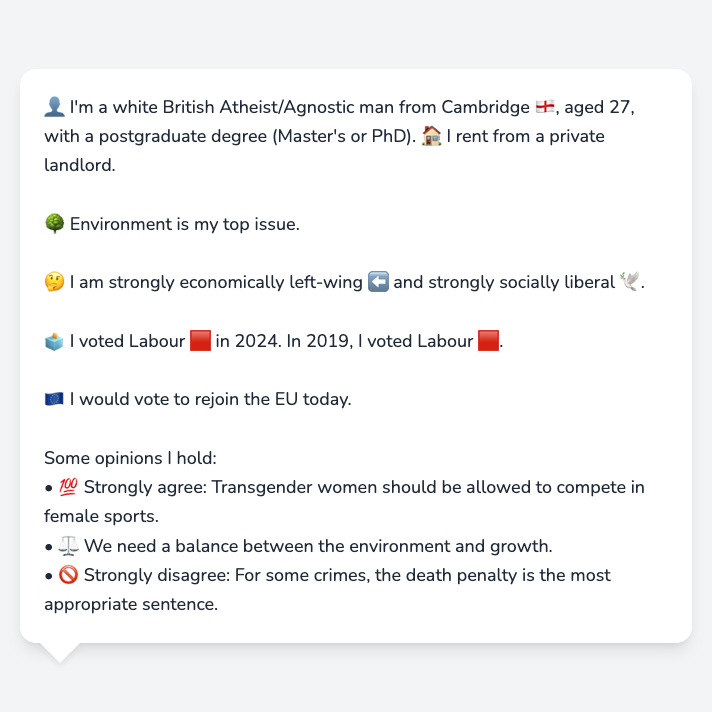 👤 I'm a white British Atheist/Agnostic man from Cambridge 🏴󠁧󠁢󠁥󠁮󠁧󠁿, aged 27,
with a postgraduate degree (Master's or PhD). 🏠 I rent from a private
landlord.
🌳 Environment is my top issue.
🤔 I am strongly economically left-wing ⬅️ and strongly socially liberal 🕊️.
🗳️ I voted Labour 🟥 in 2024. In 2019, I voted Labour 🟥.
🇪🇺 I would vote to rejoin the EU today.
Some opinions I hold:
• 💯 Strongly agree: Transgender women should be allowed to compete in
female sports.
• ⚖️ We need a balance between the environment and growth.
• 🚫 Strongly disagree: For some crimes, the death penalty is the most
appropriate sentence.